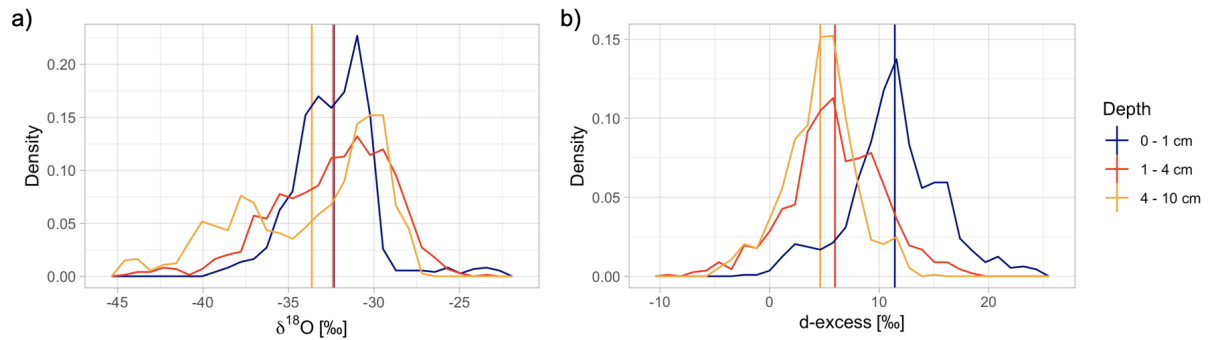 a)
Density
0.20
0.15
0.10
0.05
0.00
-45
-40
-35
-30
-25
δ¹⁸O [‰]
b)
Density
0.15
0.10
0.05
0.00
-10
0
10
20
d-excess [‰]
Depth
0 - 1 cm
1 - 4 cm
4 - 10 cm